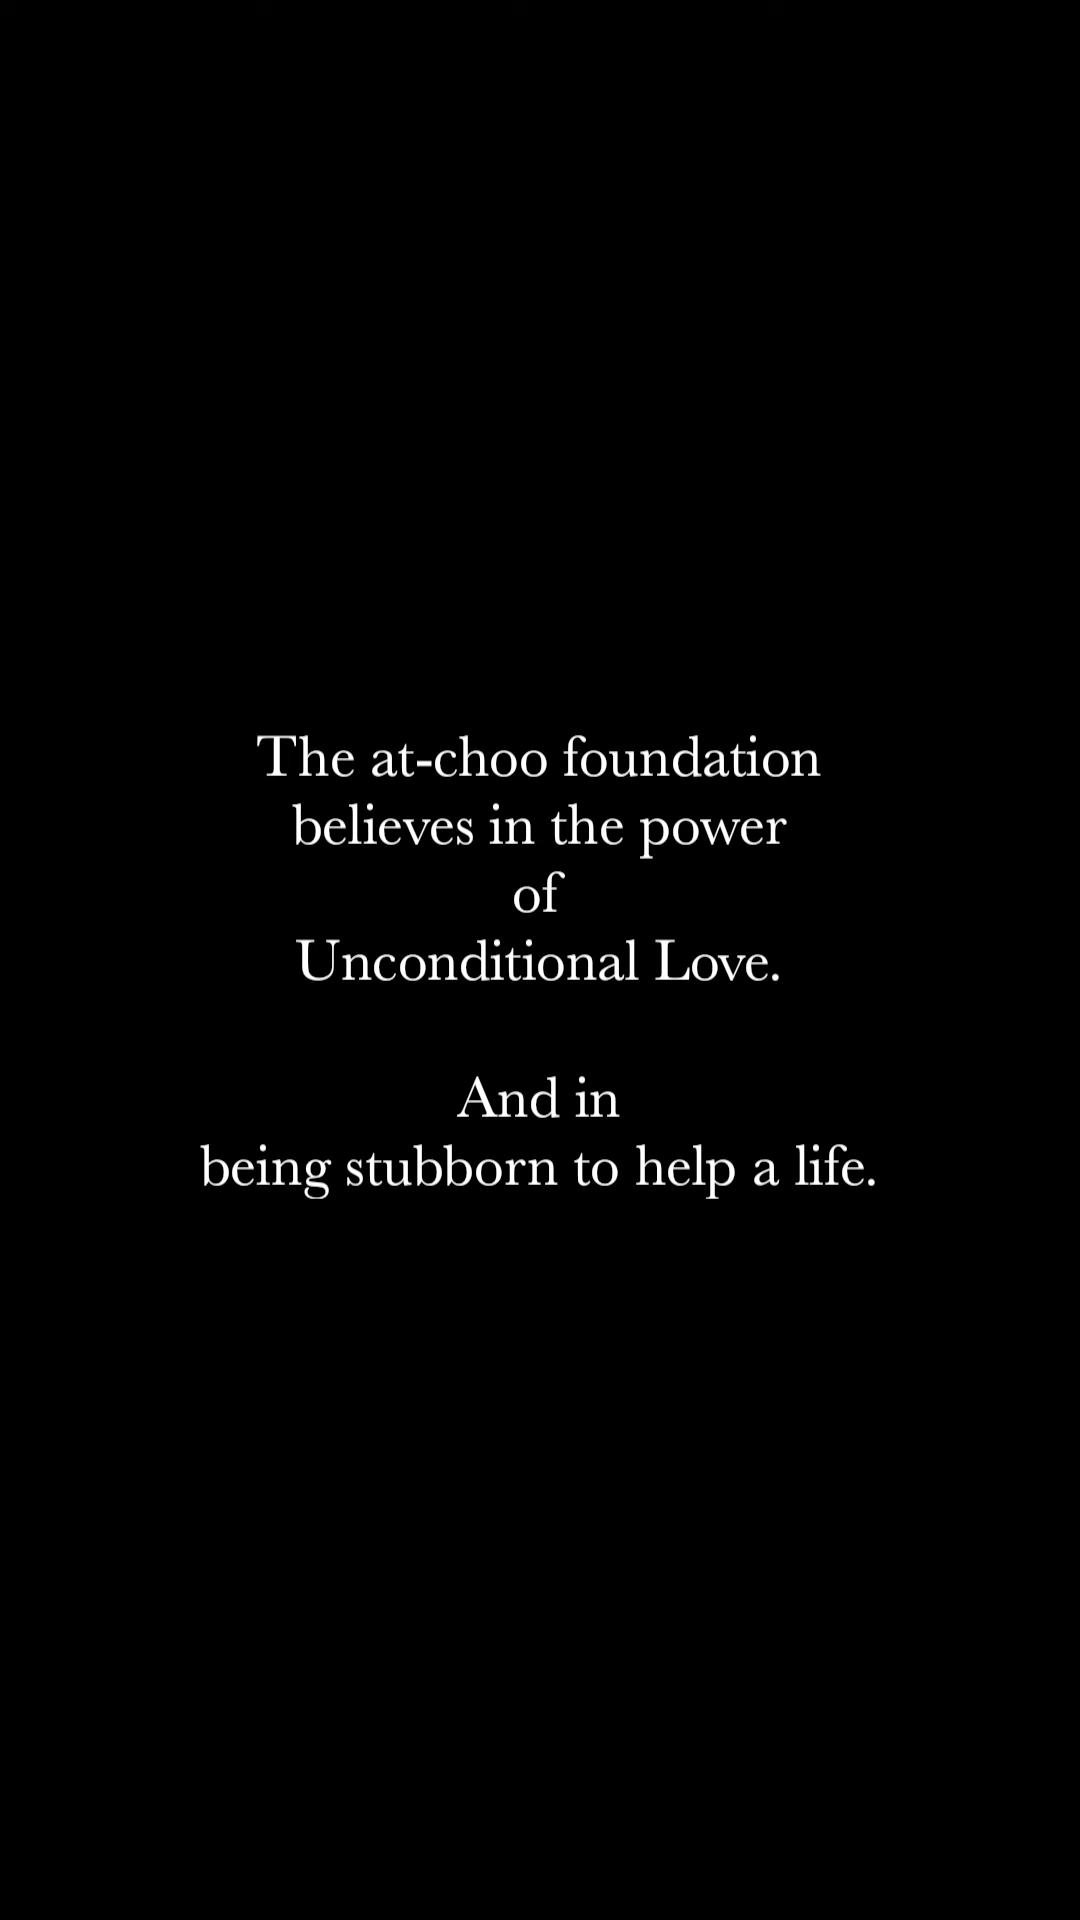 The at-choo foundation
believes in the power
of
Unconditional Love.
And in
being stubborn to help a life.